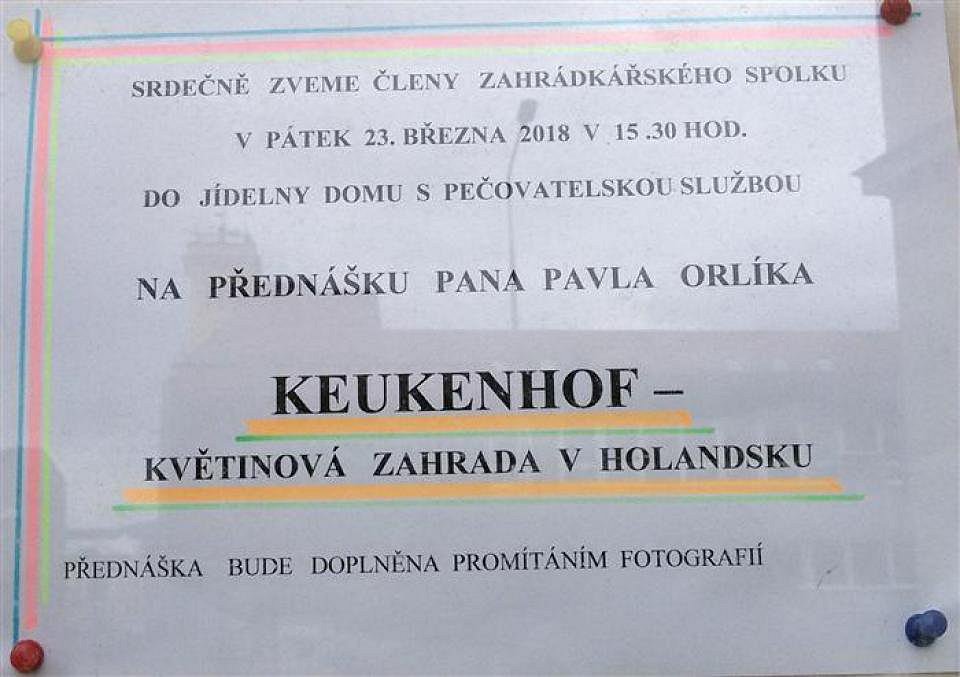 SRDEČNĚ ZVEME ČLENY ZAHRÁDKÁŘSKÉHO SPOLKU
V PÁTEK 23. BŘEZNA 2018 V 15 .30 HOD.
DO JÍDELNY DOMU S PEČOVATELSKOU SLUŽBOU
NA PŘEDNÁŠKU PANA PAVLA ORLÍKA
KEUKENHOF –
KVĚTINOVÁ ZAHRADA V HOLANDSKU
PŘEDNÁŠKA BUDE DOPLNĚNA PROMÍTÁNÍM FOTOGRAFIÍ